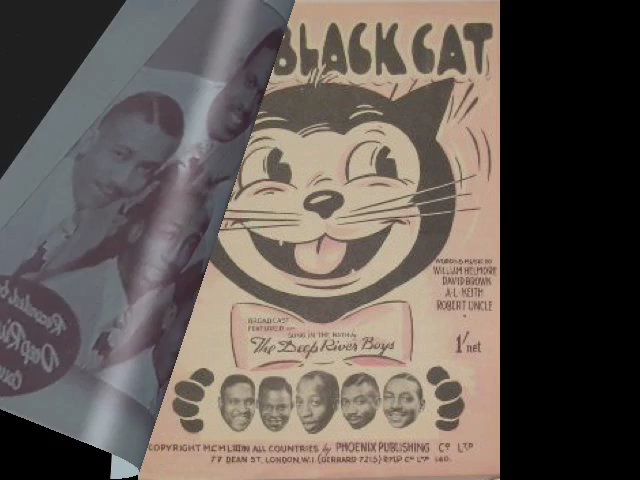 BLACK CAT
WORDS & MUSIC BY
WILLIAM HELMORE
DAVID BROWN
A·L·KEITH
ROBERT UNCLE
BROADCAST
FEATURED
SUNG IN THE BATH by
The Deep River Boys
1/- net
COPYRIGHT MCMLIII IN ALL COUNTRIES by PHOENIX PUBLISHING Co LTD
77 DEAN ST. LONDON, W.1. (GERRARD 7215)
Recorded by
Deep River